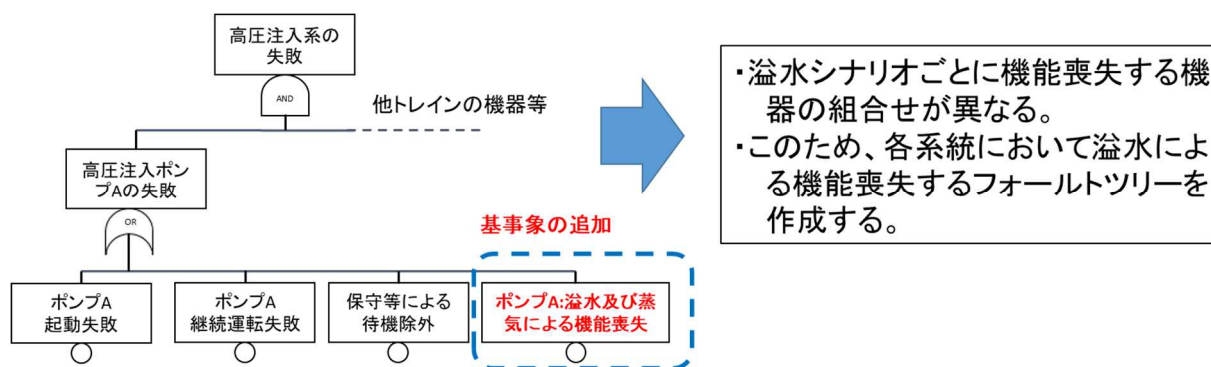 高圧注入系の
失敗
AND
他トレインの機器等
高圧注入ポン
プAの失敗
OR
基事象の追加
ポンプA
起動失敗
ポンプA
継続運転失敗
保守等による
待機除外
ポンプA:溢水及び蒸
気による機能喪失
・溢水シナリオごとに機能喪失する機
器の組合せが異なる。
・このため、各系統において溢水によ
る機能喪失するフォールトツリーを
作成する。